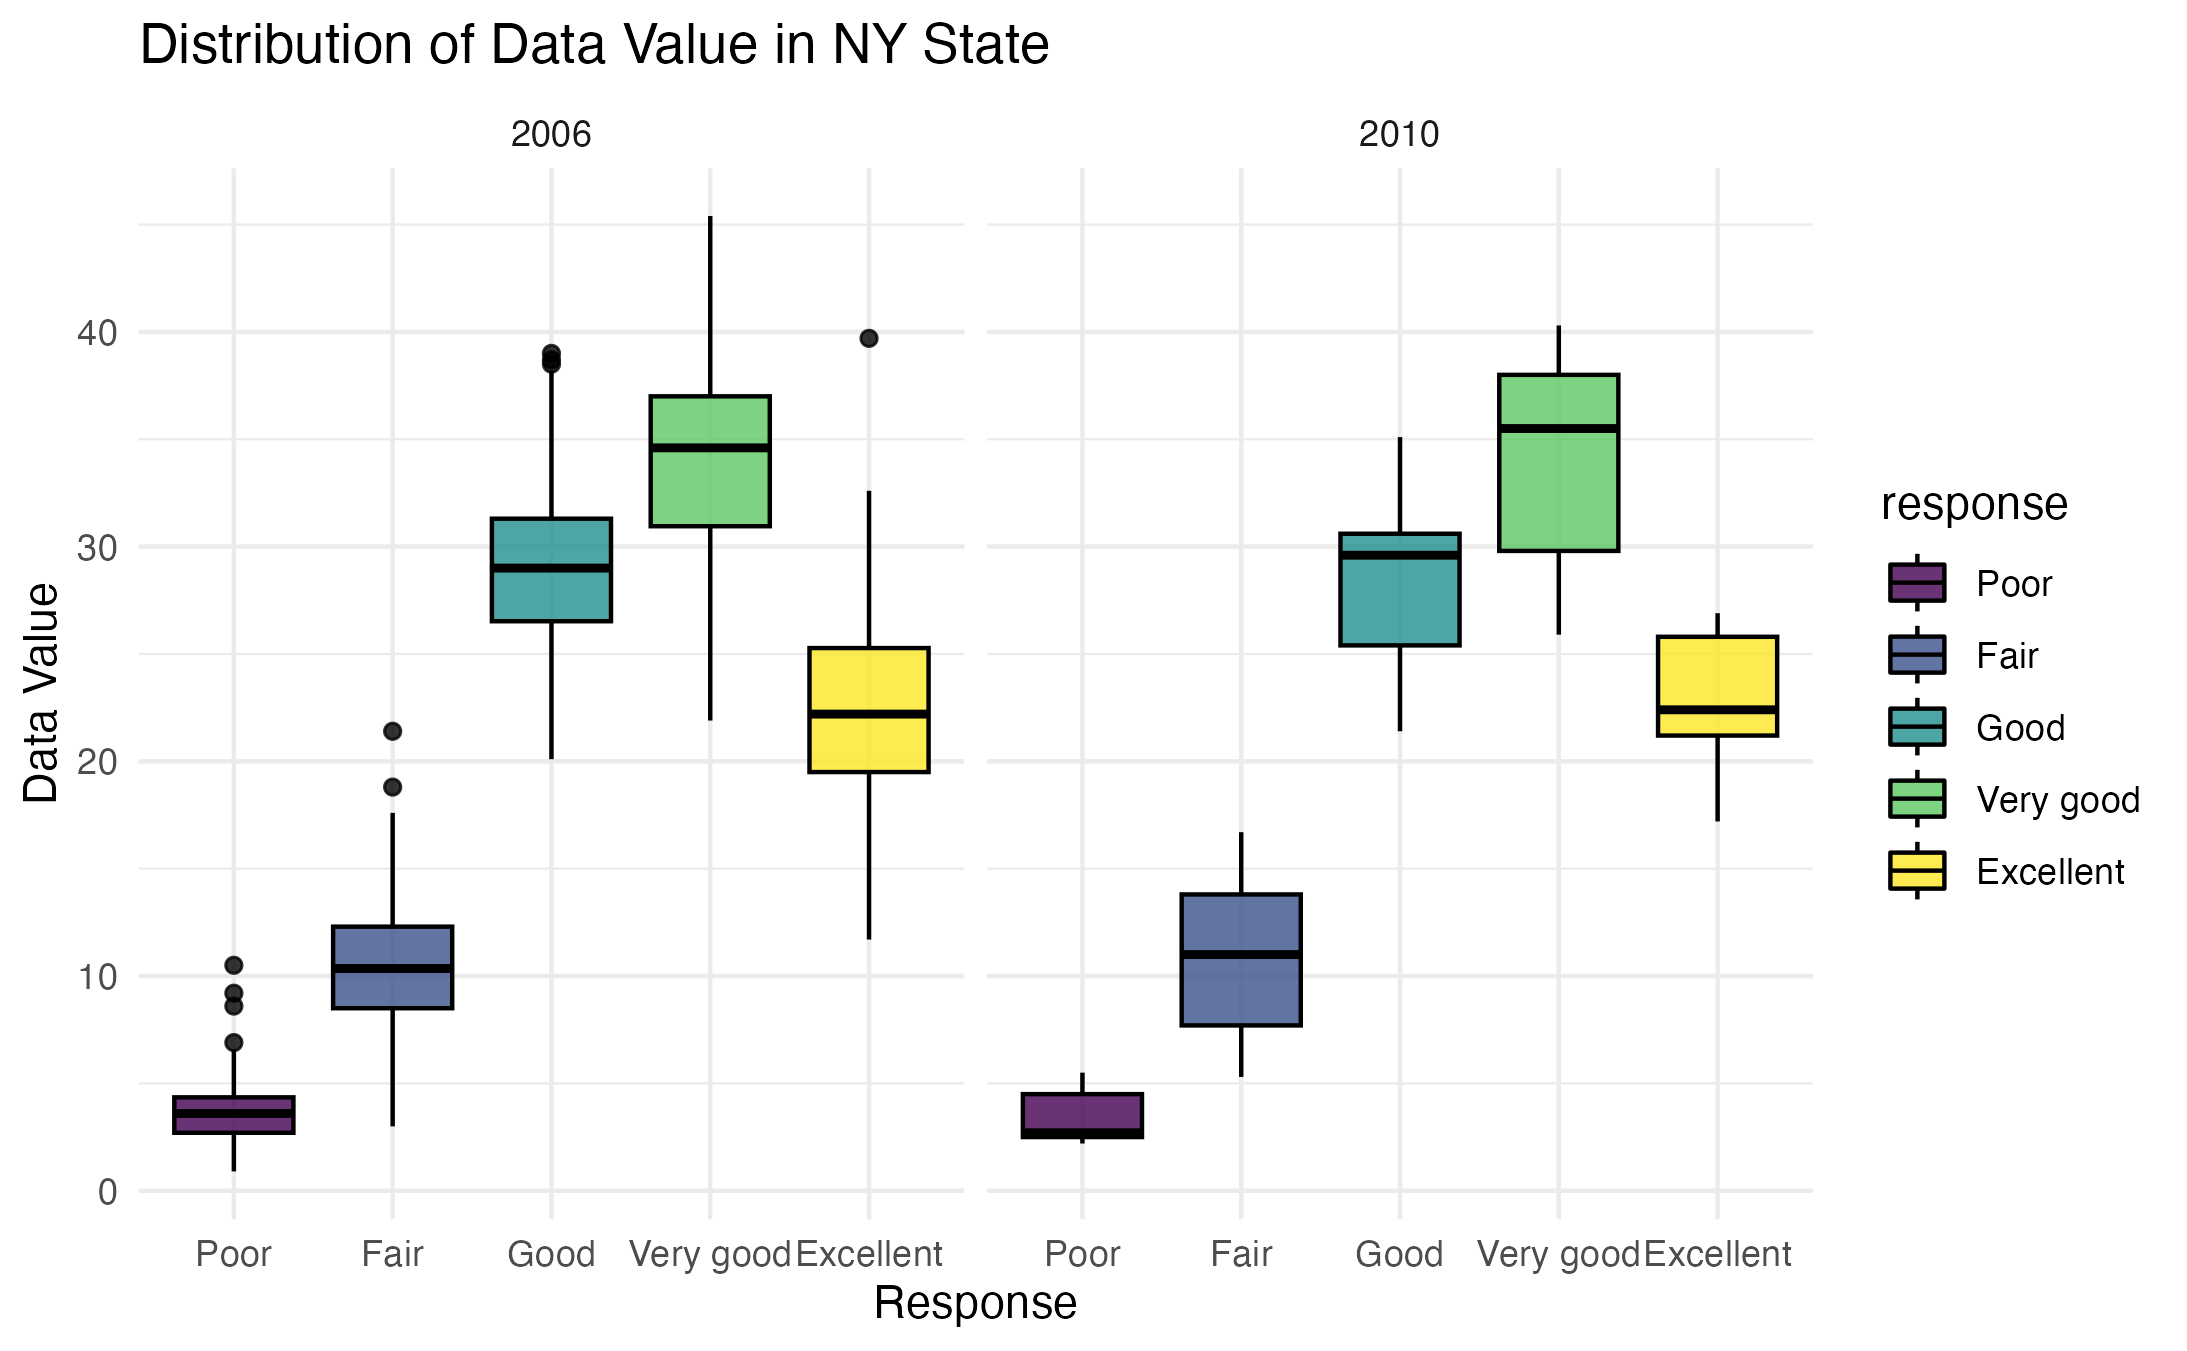 Distribution of Data Value in NY State
2006
2010
Data Value
40
30
20
10
0
Poor Fair Good Very good Excellent
Poor Fair Good Very good Excellent
Response
response
Poor
Fair
Good
Very good
Excellent